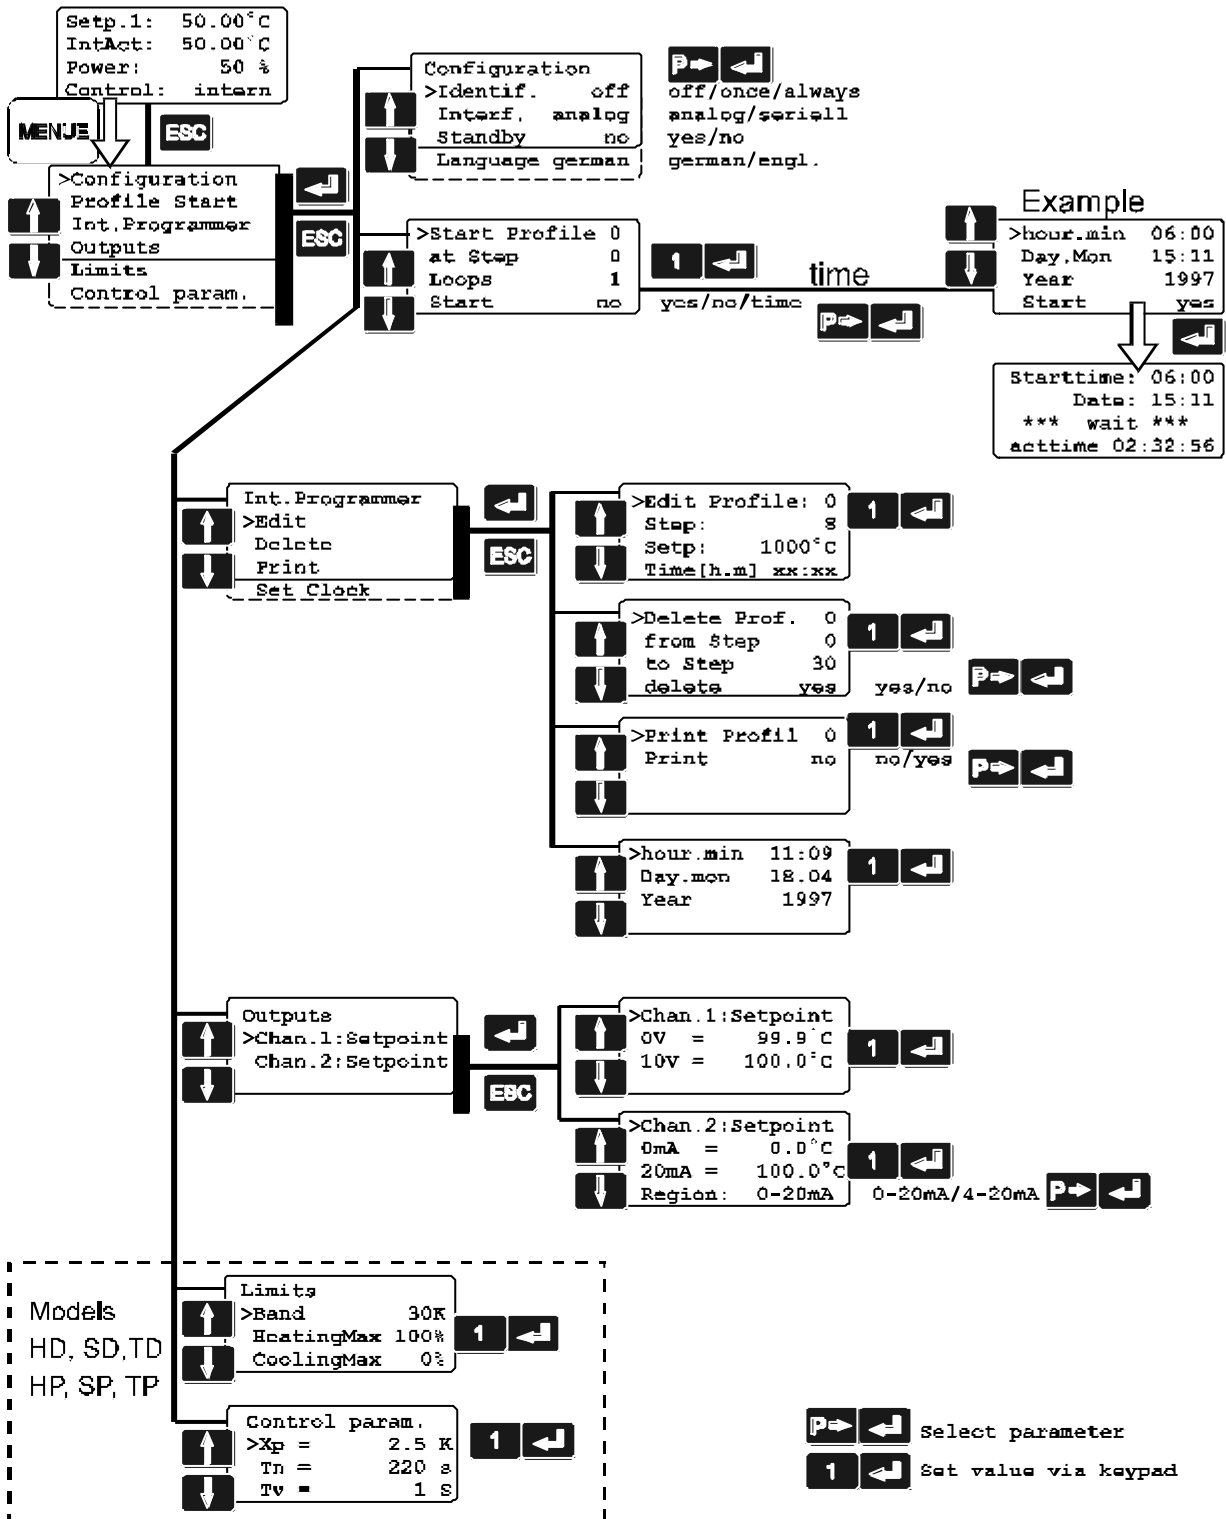 Setp.1: 50.00°C
IntAct: 50.00°C
Power: 50 %
Control: intern
MENUE
ESC
>Configuration
Profile Start
Int.Programmer
Outputs
Limits
Control param.
ESC
Configuration
>Identif. off
Interf. analog
Standby no
Language german
P⇨
off/once/always
analog/seriell
yes/no
german/engl.
>Start Profile 0
at Step 0
Loops 1
Start no
1
yes/no/time
time
P⇨
Example
>hour.min 06:00
Day.Mon 15:11
Year 1997
Start yes
Starttime: 06:00
Date: 15:11
*** wait ***
acttime 02:32:56
Int.Programmer
>Edit
Delete
Print
Set Clock
ESC
>Edit Profile: 0
Step: 8
Setp: 1000°C
Time[h.m] xx:xx
1
>Delete Prof. 0
from Step 0
to Step 30
delete yes
1
yes/no
P⇨
>Print Profil 0
Print no
1
no/yes
P⇨
>hour.min 11:09
Day.mon 18.04
Year 1997
1
Outputs
>Chan.1:Setpoint
Chan.2:Setpoint
ESC
>Chan.1:Setpoint
0V = 99.9°C
10V = 100.0°C
1
>Chan.2:Setpoint
0mA = 0.0°C
20mA = 100.0°C
Region: 0-20mA
1
0-20mA/4-20mA
P⇨
Models
HD, SD,TD
HP, SP, TP
Limits
>Band 30K
HeatingMax 100%
CoolingMax 0%
1
Control param.
>Xp = 2.5 K
Tn = 220 s
Tv = 1 S
1
P⇨ Select parameter
1 Set value via keypad